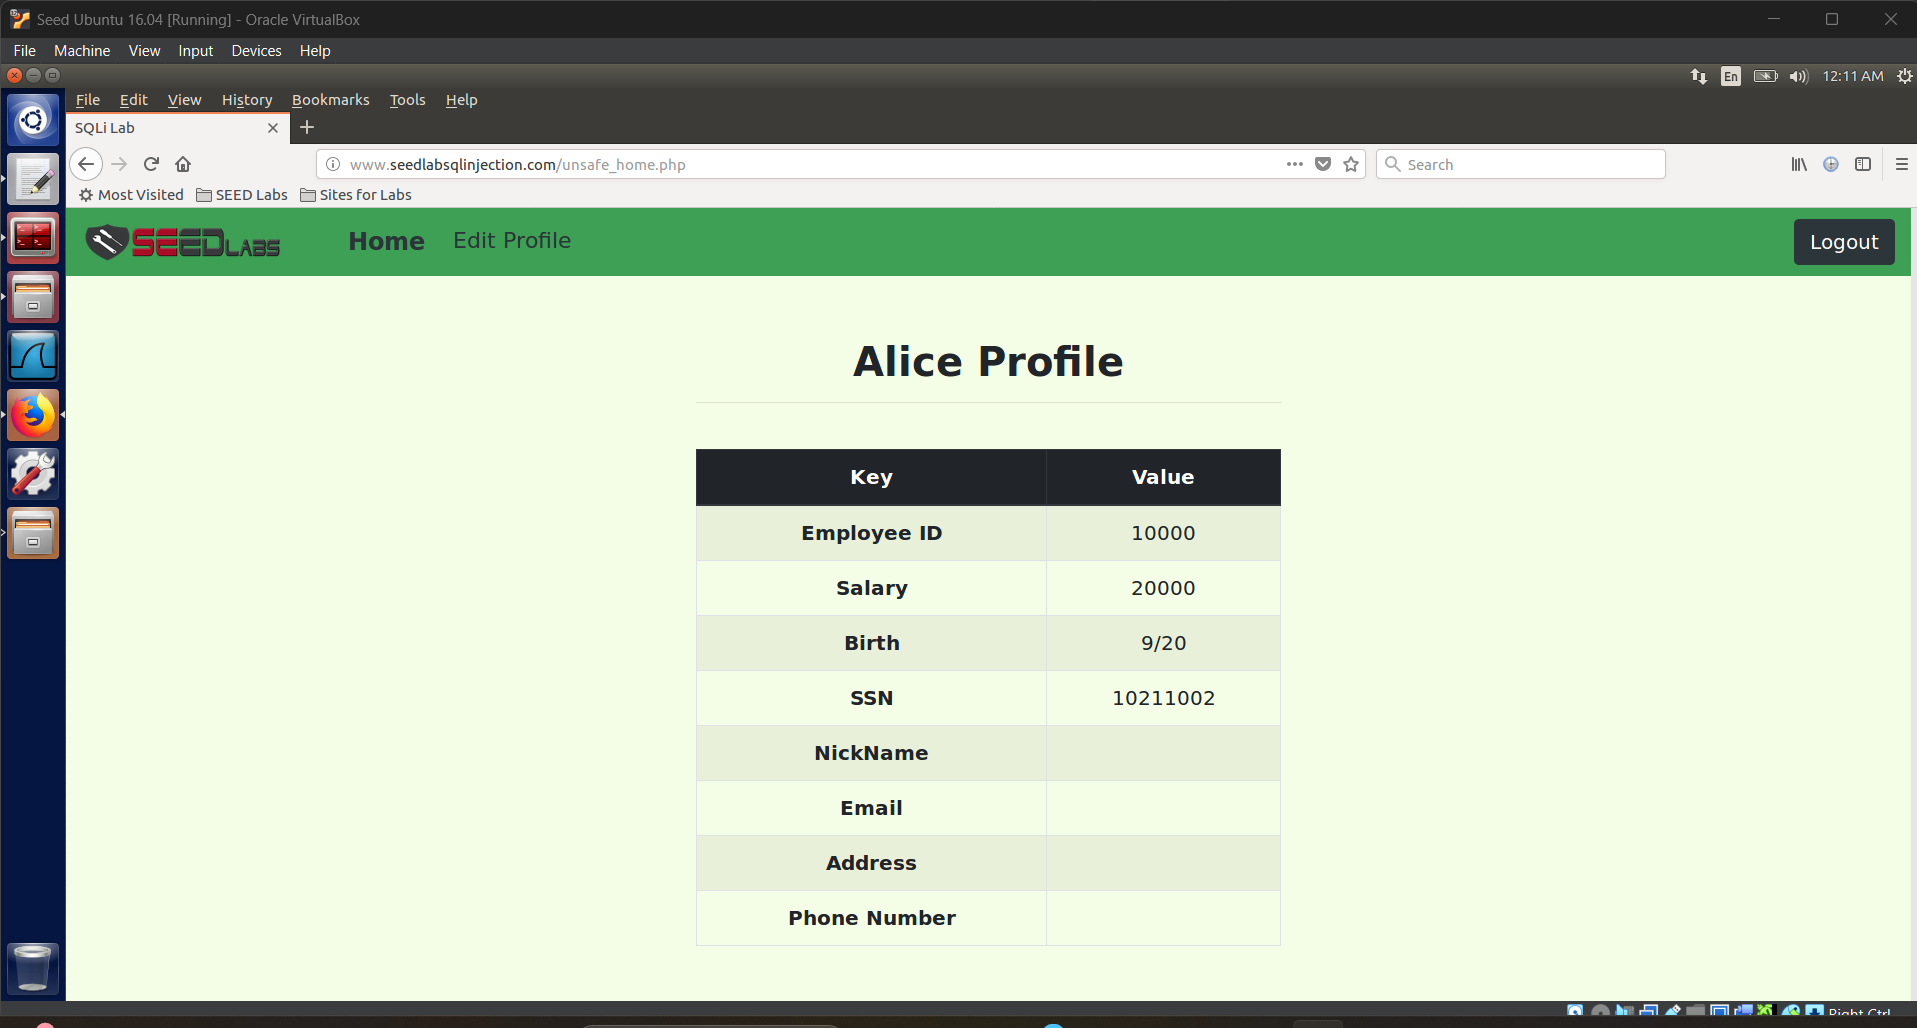 Seed Ubuntu 16.04 [Running] - Oracle VirtualBox
File Machine View Input Devices Help
En 12:11 AM
File Edit View History Bookmarks Tools Help
SQLi Lab
www.seedlabsqlinjection.com/unsafe_home.php
Search
Most Visited SEED Labs Sites for Labs
SEEDLABS Home Edit Profile Logout
Alice Profile
Key Value
Employee ID 10000
Salary 20000
Birth 9/20
SSN 10211002
NickName
Email
Address
Phone Number
Right Ctrl